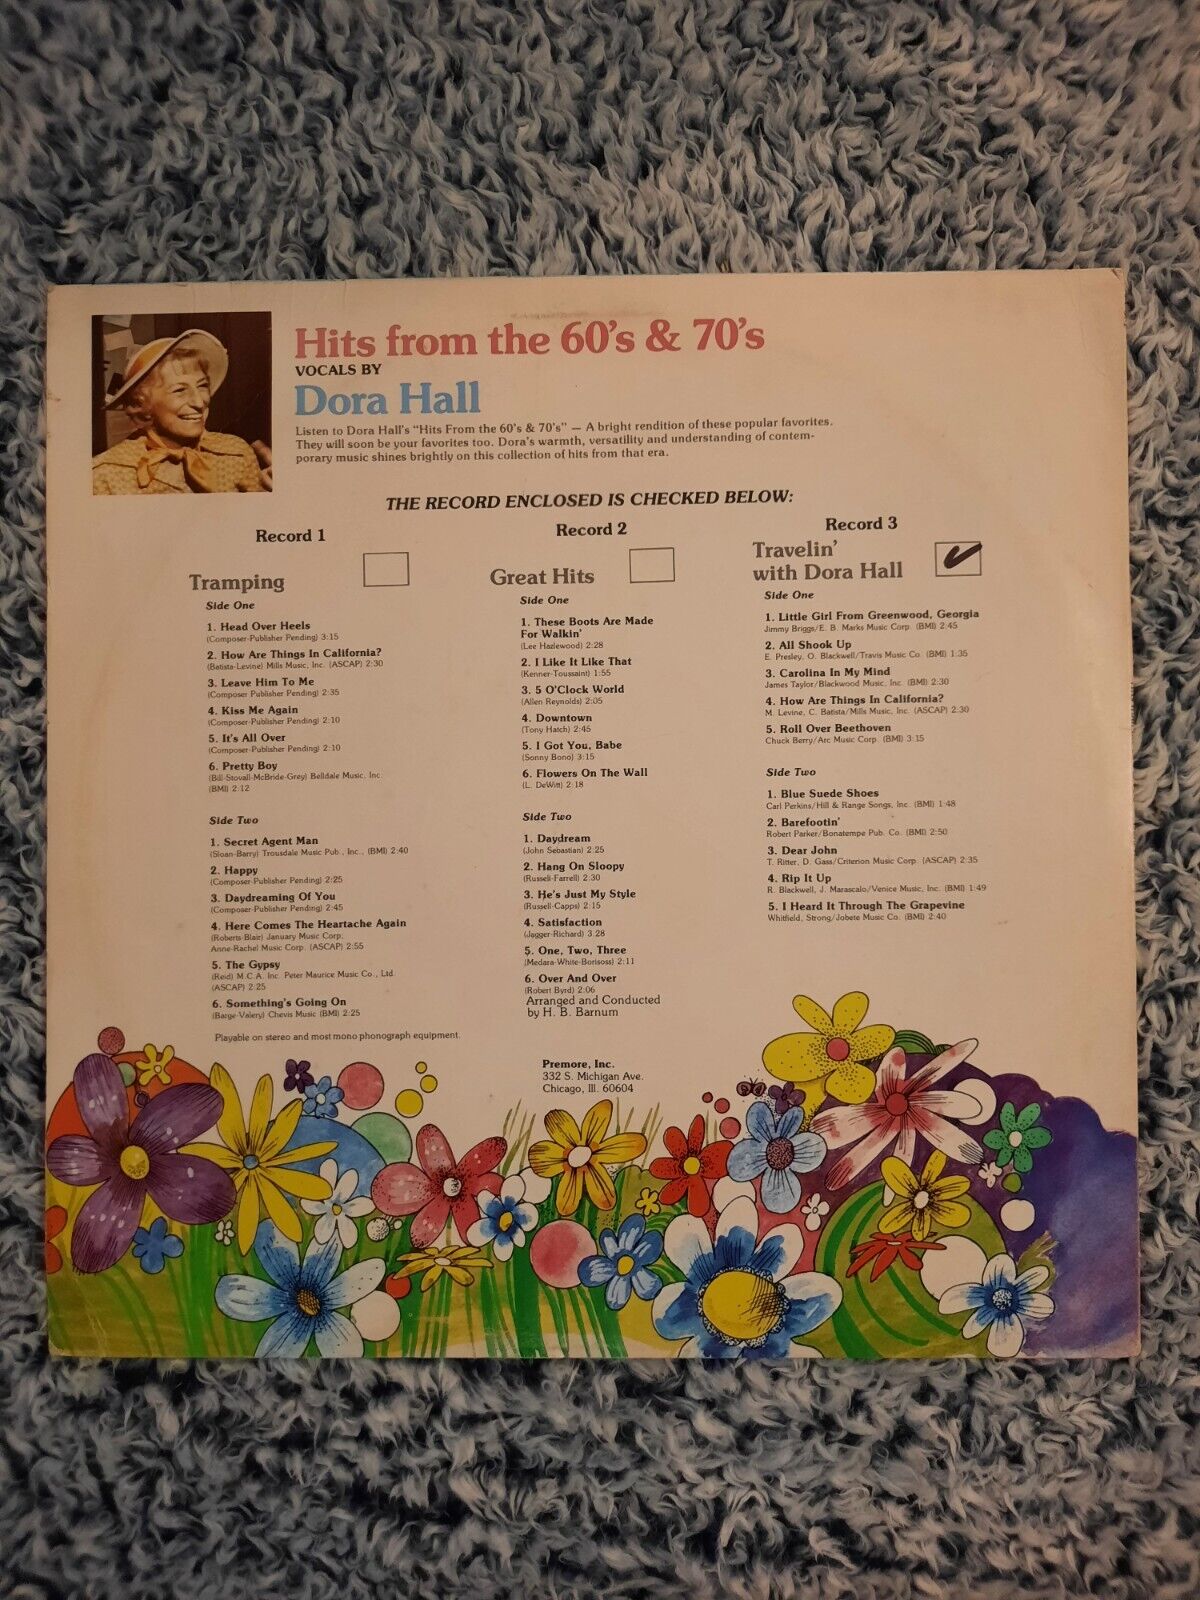 Hits from the 60's & 70's
VOCALS BY
Dora Hall
Listen to Dora Hall's "Hits From the 60's & 70's" — A bright rendition of these popular favorites.
They will soon be your favorites too. Dora's warmth, versatility and understanding of contem-
porary music shines brightly on this collection of hits from that era.
THE RECORD ENCLOSED IS CHECKED BELOW:
Record 1
Tramping
Side One
1. Head Over Heels
(Composer-Publisher Pending) 3:15
2. How Are Things In California?
(Batista-Levine) Mills Music, Inc. (ASCAP) 2:30
3. Leave Him To Me
(Composer Publisher Pending) 2:35
4. Kiss Me Again
(Composer-Publisher Pending) 2:10
5. It's All Over
(Composer-Publisher Pending) 2:10
6. Pretty Boy
(Bill-Stovall-McBride-Grey) Belldale Music, Inc.
(BMI) 2:12
Side Two
1. Secret Agent Man
(Sloan-Barry) Trousdale Music Pub., Inc., (BMI) 2:40
2. Happy
(Composer-Publisher Pending) 2:25
3. Daydreaming Of You
(Composer-Publisher Pending) 2:45
4. Here Comes The Heartache Again
(Roberts-Blair) January Music Corp.
Anne-Rachel Music Corp. (ASCAP) 2:55
5. The Gypsy
(Reid) M.C.A. Inc. Peter Maurice Music Co., Ltd.
(ASCAP) 2:25
6. Something's Going On
(Barge-Valery) Chevis Music (BMI) 2:25
Playable on stereo and most mono phonograph equipment.
Record 2
Great Hits
Side One
1. These Boots Are Made
For Walkin'
(Lee Hazlewood) 2:28
2. I Like It Like That
(Kenner-Toussaint) 1:55
3. 5 O'Clock World
(Allen Reynolds) 2:05
4. Downtown
(Tony Hatch) 2:45
5. I Got You, Babe
(Sonny Bono) 3:15
6. Flowers On The Wall
(L. DeWitt) 2:18
Side Two
1. Daydream
(John Sebastian) 2:25
2. Hang On Sloopy
(Russell-Farrell) 2:30
3. He's Just My Style
(Russell-Capps) 2:15
4. Satisfaction
(Jagger-Richard) 3:28
5. One, Two, Three
(Medara-White-Borisoss) 2:11
6. Over And Over
(Robert Byrd) 2:06
Arranged and Conducted
by H. B. Barnum
Premore, Inc.
332 S. Michigan Ave.
Chicago, Ill. 60604
Record 3
Travelin'
with Dora Hall
Side One
1. Little Girl From Greenwood, Georgia
Jimmy Briggs/E. B. Marks Music Corp. (BMI) 2:45
2. All Shook Up
E. Presley, O. Blackwell/Travis Music Co. (BMI) 1:35
3. Carolina In My Mind
James Taylor/Blackwood Music, Inc. (BMI) 2:30
4. How Are Things In California?
M. Levine, C. Batista/Mills Music, Inc. (ASCAP) 2:30
5. Roll Over Beethoven
Chuck Berry/Arc Music Corp. (BMI) 3:15
Side Two
1. Blue Suede Shoes
Carl Perkins/Hill & Range Songs, Inc. (BMI) 1:48
2. Barefootin'
Robert Parker/Bonatempe Pub. Co. (BMI) 2:50
3. Dear John
T. Ritter, D. Gass/Criterion Music Corp. (ASCAP) 2:35
4. Rip It Up
R. Blackwell, J. Marascalo/Venice Music, Inc. (BMI) 1:49
5. I Heard It Through The Grapevine
Whitfield, Strong/Jobete Music Co. (BMI) 2:40